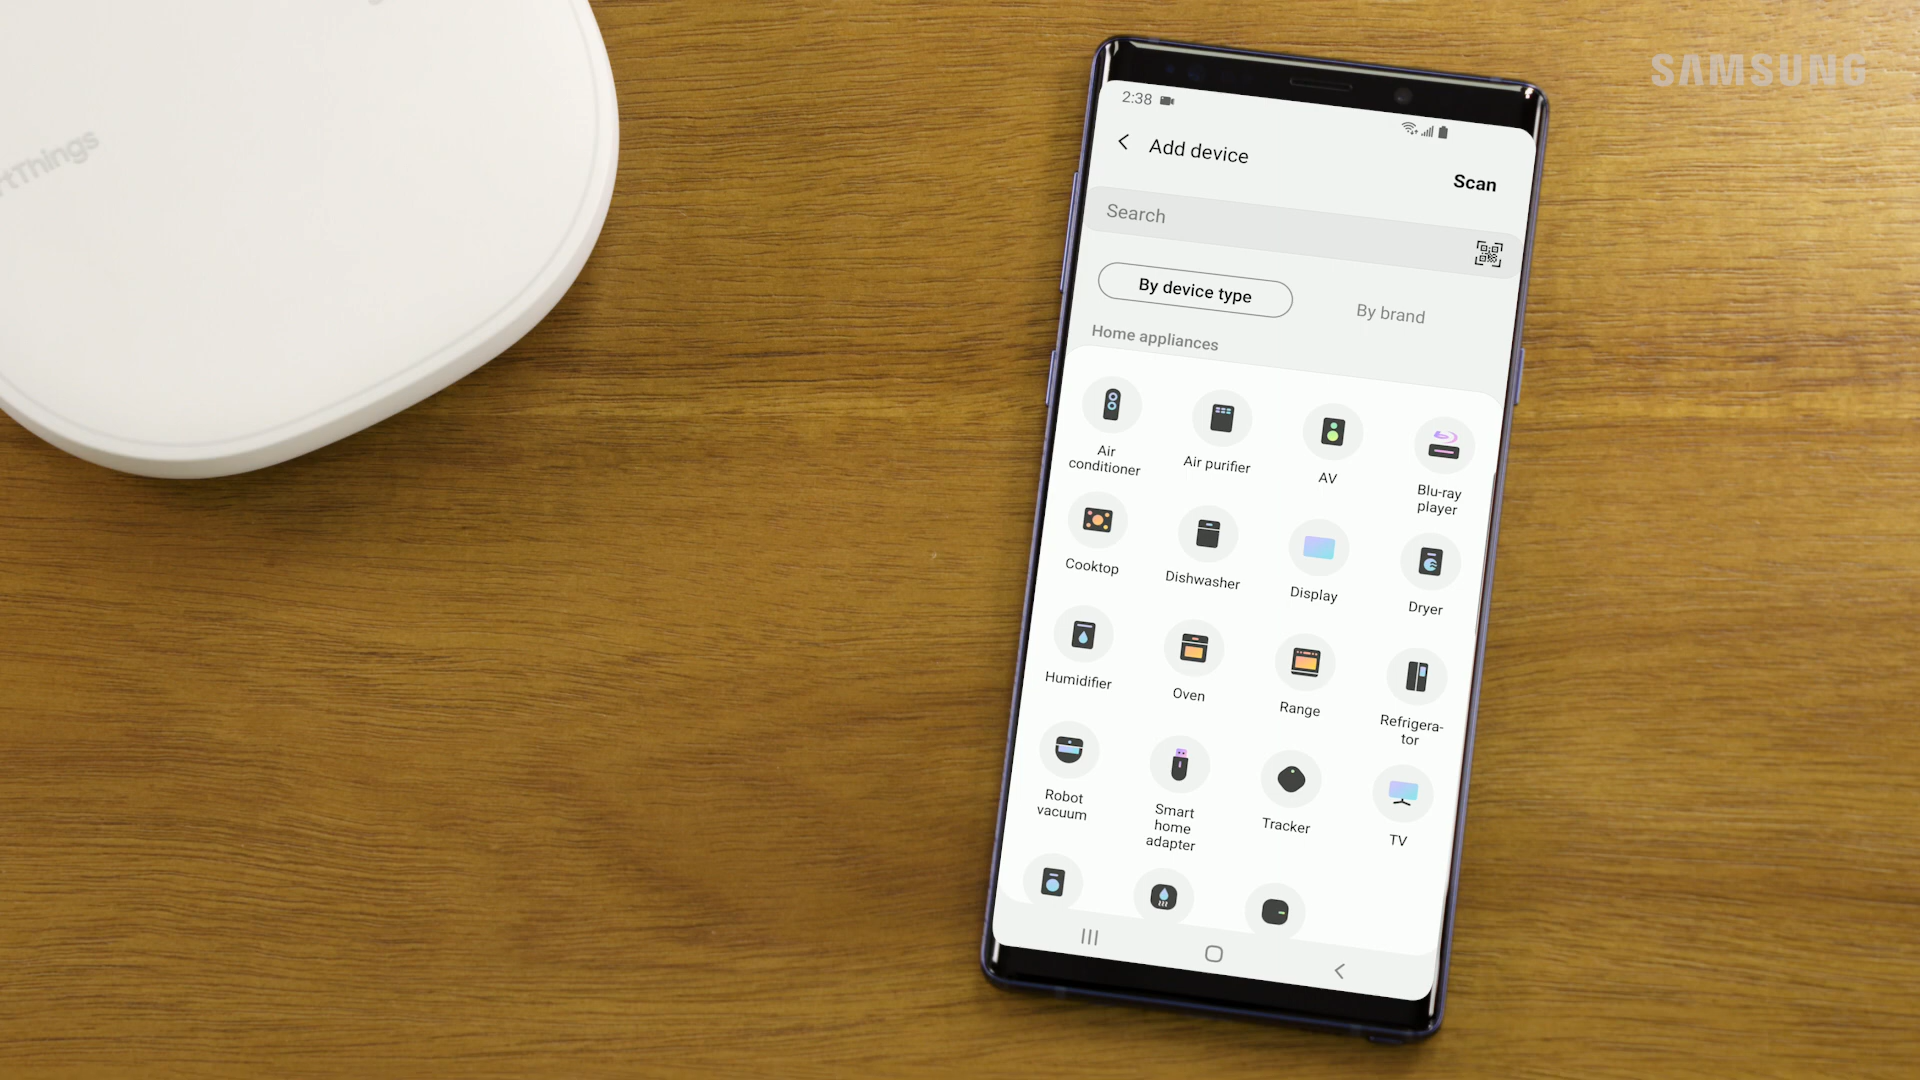 SAMSUNG
rtThings
2:38
Add device
Scan
Search
By device type
By brand
Home appliances
Air
conditioner
Air purifier
AV
Blu-ray
player
Cooktop
Dishwasher
Display
Dryer
Humidifier
Oven
Range
Refrigera-
tor
Robot
vacuum
Smart
home
adapter
Tracker
TV